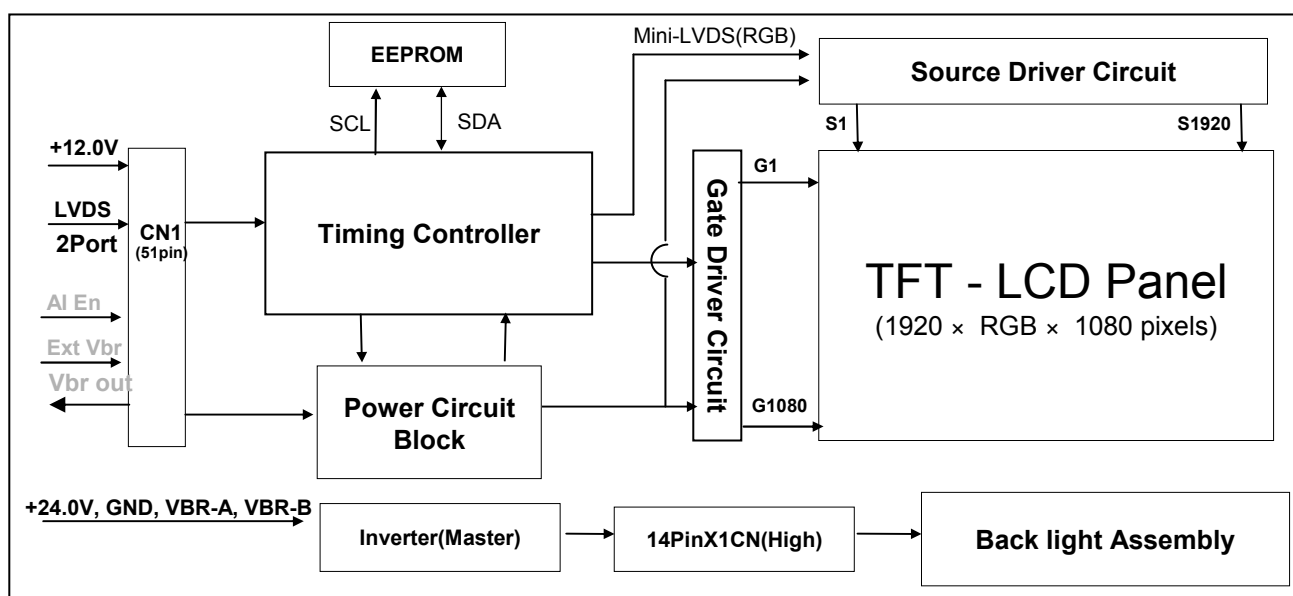 Mini-LVDS(RGB)
EEPROM
Source Driver Circuit
SCL
SDA
S1
S1920
+12.0V
LVDS
2Port
CN1
(51pin)
Timing Controller
Gate Driver Circuit
G1
TFT - LCD Panel
(1920 × RGB × 1080 pixels)
AI En
Ext Vbr
Vbr out
Power Circuit
Block
G1080
+24.0V, GND, VBR-A, VBR-B
Inverter(Master)
14PinX1CN(High)
Back light Assembly